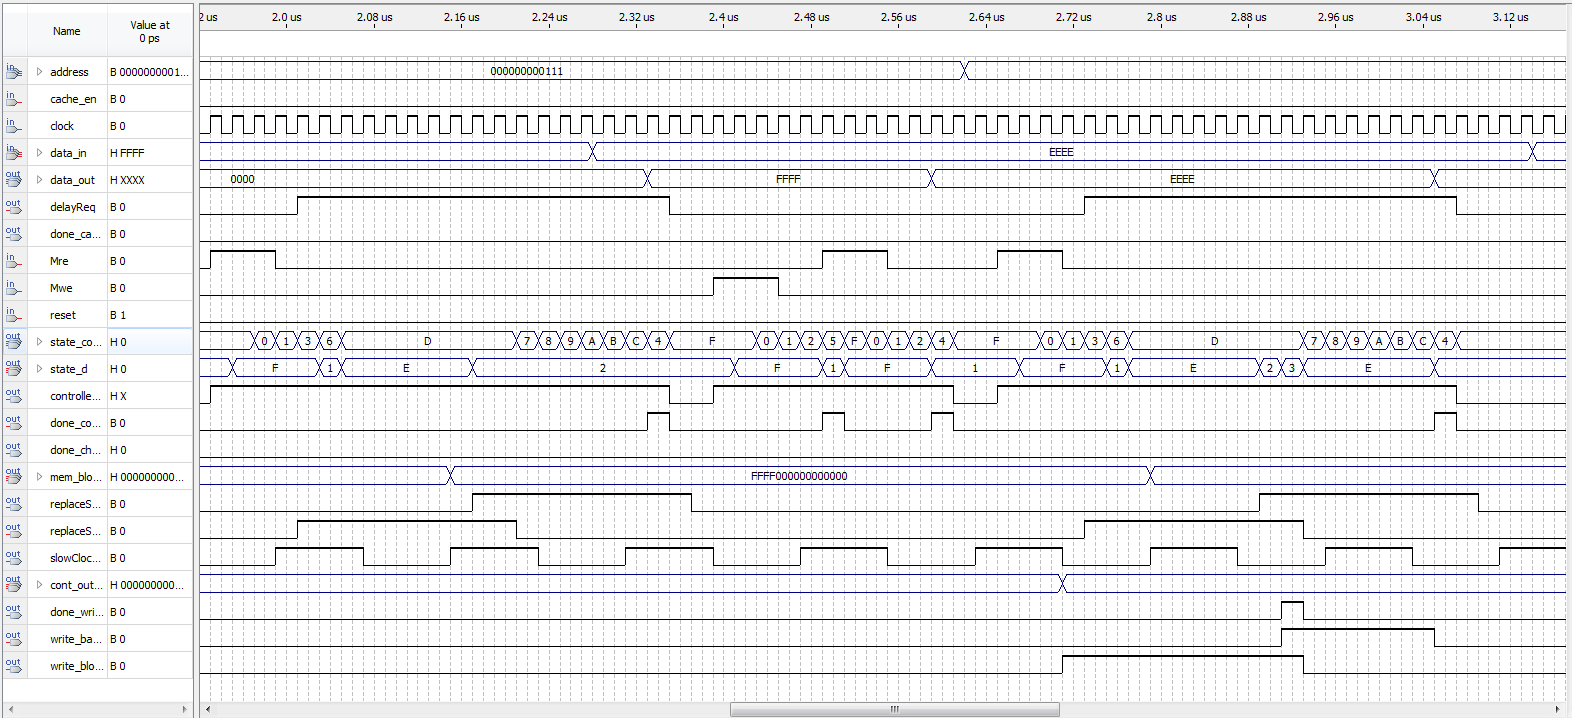 2 us 2.0 us 2.08 us 2.16 us 2.24 us 2.32 us 2.4 us 2.48 us 2.56 us 2.64 us 2.72 us 2.8 us 2.88 us 2.96 us 3.04 us 3.12 us
Name Value at
0 ps
in address B 0000000001... 000000000111
in cache_en B 0
in clock B 0
in data_in H FFFF EEEE
out data_out H XXXX 0000 FFFF EEEE
out delayReq B 0
out done_ca... B 0
in Mre B 0
in Mwe B 0
in reset B 1
out state_co... H 0 0 1 3 6 D 7 8 9 A B C 4 F 0 1 2 5 F 0 1 2 4 F 0 1 3 6 D 7 8 9 A B C 4
out state_d H 0 F 1 E 2 F 1 F 1 F 1 E 2 3 E
out controlle... H X
out done_co... B 0
out done_ch... H 0
out mem_blo... H 000000000... FFFF000000000000
out replaceS... B 0
out replaceS... B 0
out slowCloc... B 0
out cont_out... H 000000000...
out done_wri... B 0
out write_ba... B 0
out write_blo... B 0